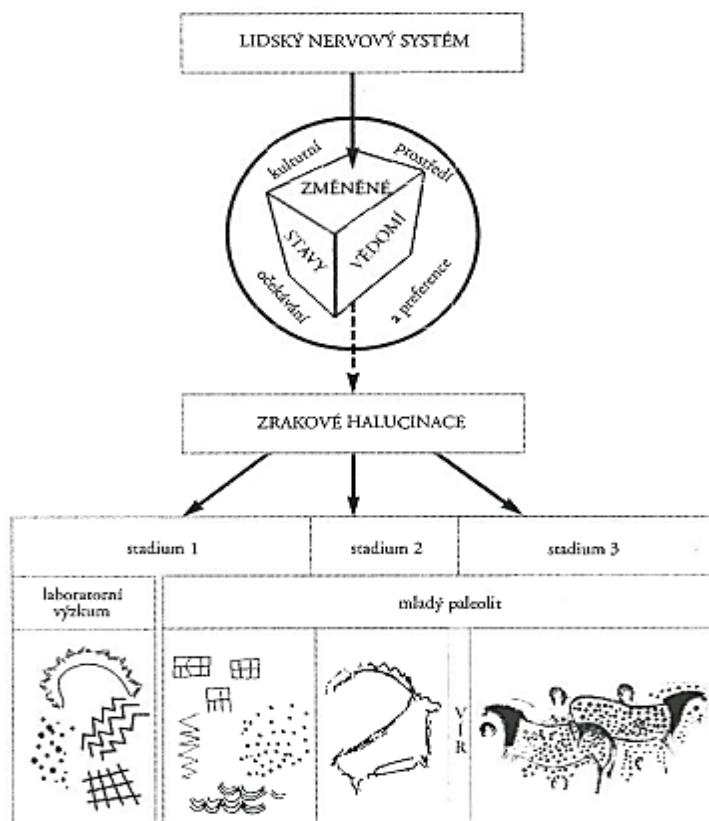 LIDSKÝ NERVOVÝ SYSTÉM
kulturní
prostředí
ZMĚNĚNÉ
STAVY
VĚDOMÍ
očekávání
a preference
ZRAKOVÉ HALUCINACE
stadium 1
stadium 2
stadium 3
laboratorní
výzkum
mladý paleolit
VÍR